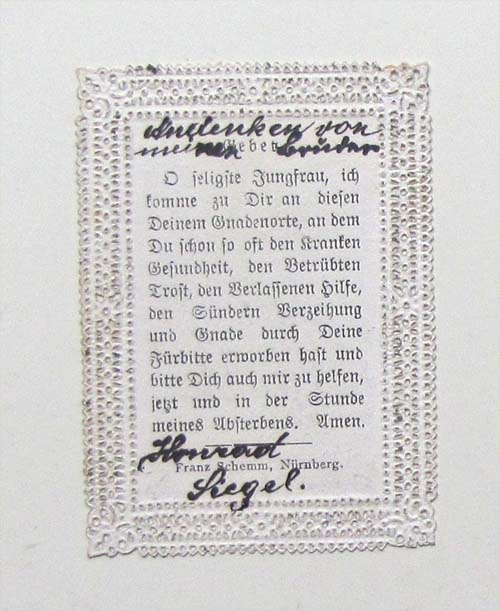 Andenken von
meinen bruder
Gebet
O seligste Jungfrau, ich
komme zu Dir an diesen
Deinem Gnadenorte, an dem
Du schon so oft den Kranken
Gesundheit, den Betrübten
Trost, den Verlassenen Hilfe,
den Sündern Verzeihung
und Gnade durch Deine
Fürbitte erworben hast und
bitte Dich auch mir zu helfen,
jetzt und in der Stunde
meines Absterbens. Amen.
Konrad
Franz Schemm, Nürnberg.
Siegel.